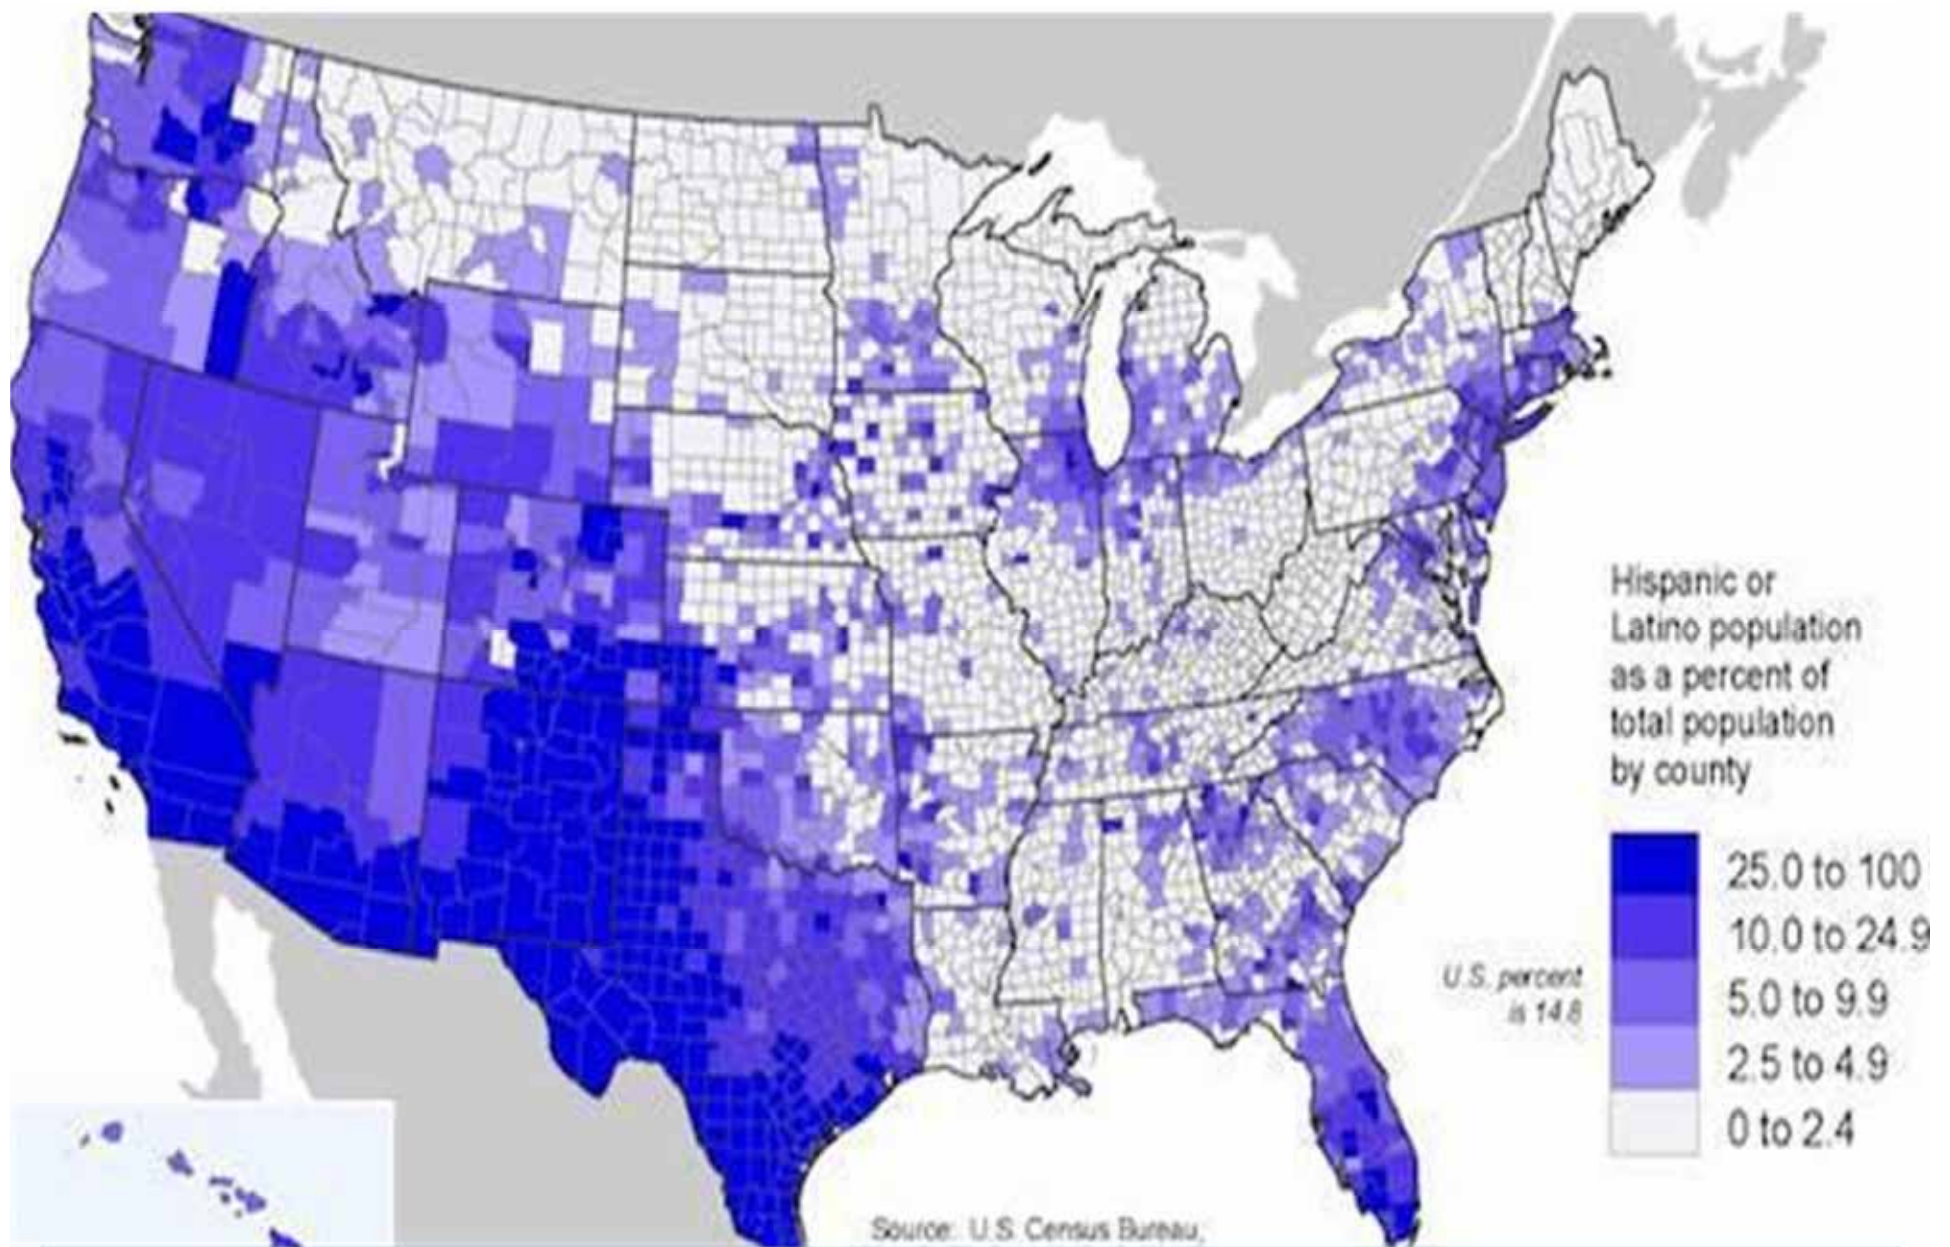 Hispanic or
Latino population
as a percent of
total population
by county
25.0 to 100
10.0 to 24.9
5.0 to 9.9
2.5 to 4.9
0 to 2.4
U.S. percent
is 14.8
Source: U.S. Census Bureau,